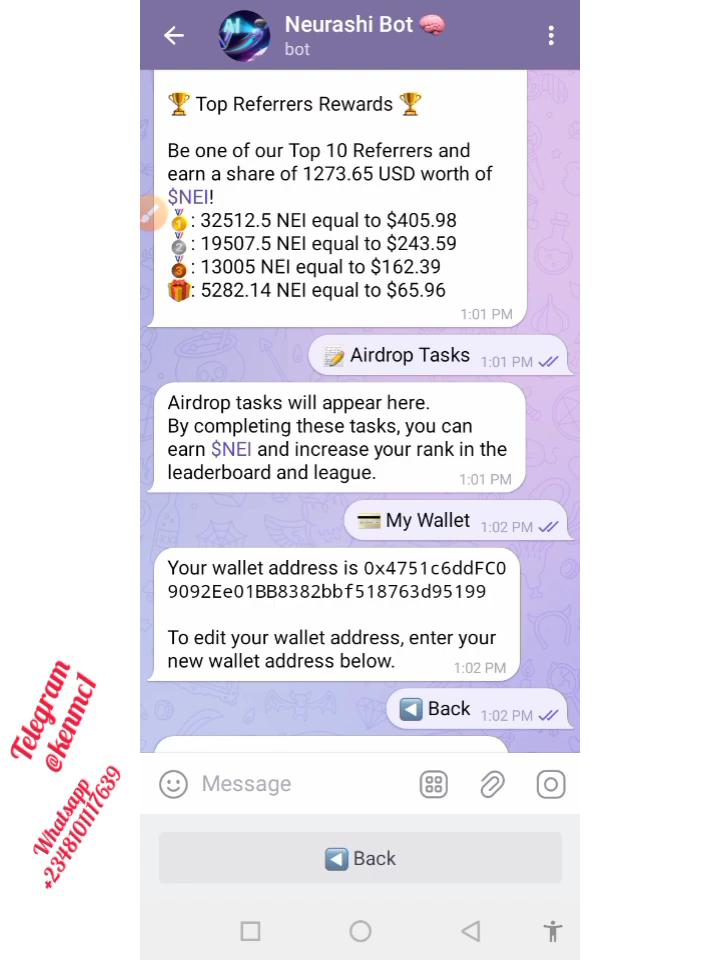 Neurashi Bot 🧠
bot
🏆 Top Referrers Rewards 🏆
Be one of our Top 10 Referrers and
earn a share of 1273.65 USD worth of
$NEI!
🥇: 32512.5 NEI equal to $405.98
🥈: 19507.5 NEI equal to $243.59
🥉: 13005 NEI equal to $162.39
🎁: 5282.14 NEI equal to $65.96
1:01 PM
📝 Airdrop Tasks 1:01 PM
Airdrop tasks will appear here.
By completing these tasks, you can
earn $NEI and increase your rank in the
leaderboard and league. 1:01 PM
💳 My Wallet 1:02 PM
Your wallet address is 0x4751c6ddFC0
9092Ee01BB8382bbf518763d95199
To edit your wallet address, enter your
new wallet address below. 1:02 PM
◀️ Back 1:02 PM
Message
◀️ Back
Telegram
@kenmc1
Whatsapp
+2348101117639